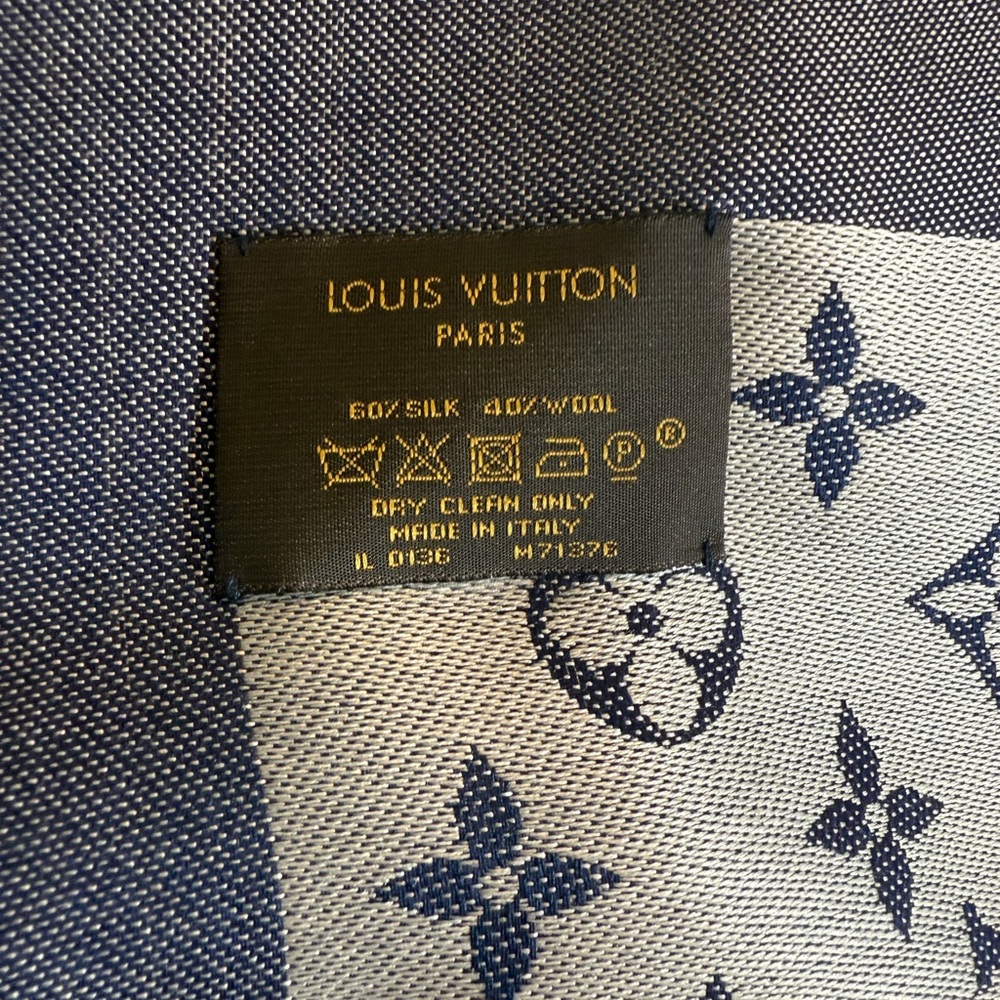 LOUIS VUITTON
PARIS
60% SILK 40% WOOL
P ®
DRY CLEAN ONLY
MADE IN ITALY
IL 0136 M71376